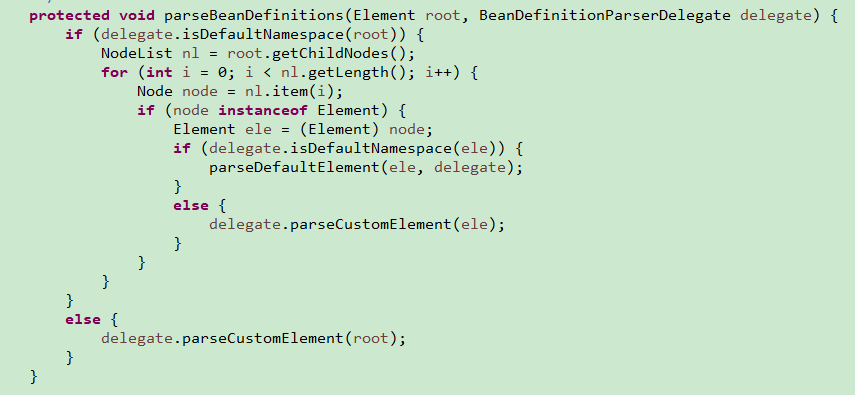 protected void parseBeanDefinitions(Element root, BeanDefinitionParserDelegate delegate) {
    if (delegate.isDefaultNamespace(root)) {
        NodeList nl = root.getChildNodes();
        for (int i = 0; i < nl.getLength(); i++) {
            Node node = nl.item(i);
            if (node instanceof Element) {
                Element ele = (Element) node;
                if (delegate.isDefaultNamespace(ele)) {
                    parseDefaultElement(ele, delegate);
                }
                else {
                    delegate.parseCustomElement(ele);
                }
            }
        }
    }
    else {
        delegate.parseCustomElement(root);
    }
}